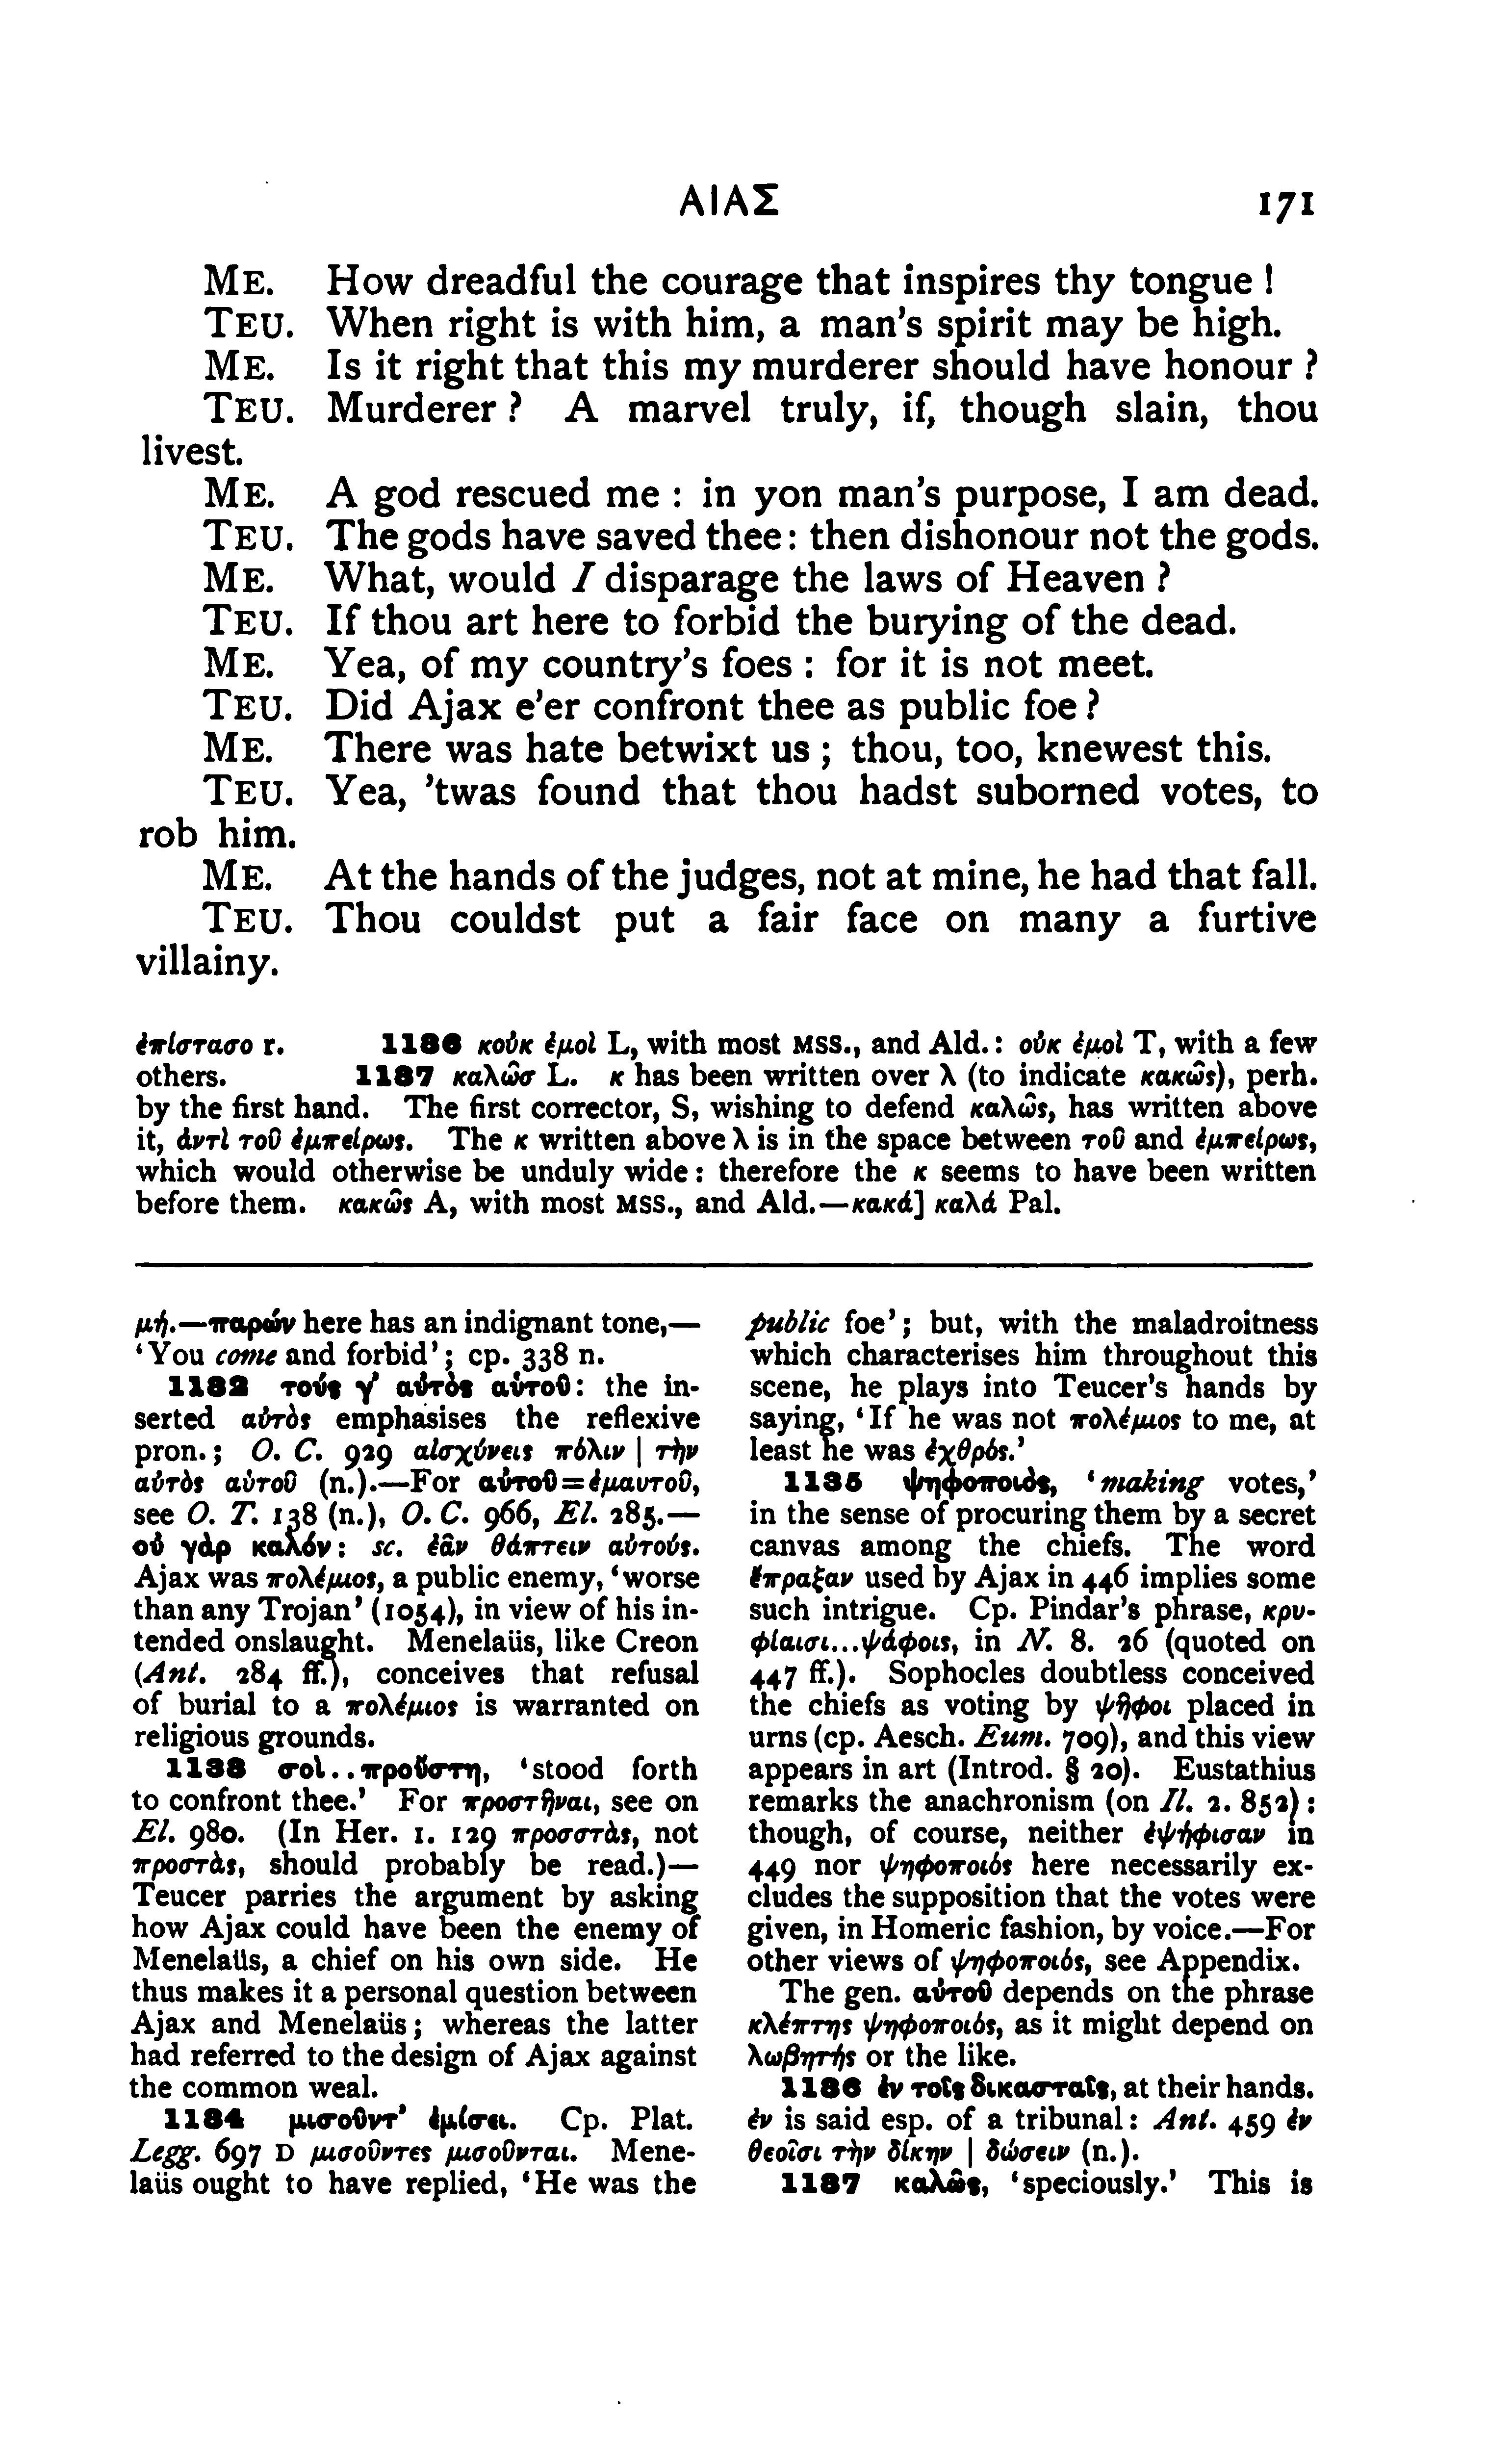 ΑΙΑΣ 171
ME. How dreadful the courage that inspires thy tongue !
TEU. When right is with him, a man's spirit may be high.
ME. Is it right that this my murderer should have honour ?
TEU. Murderer ? A marvel truly, if, though slain, thou
livest.
ME. A god rescued me : in yon man's purpose, I am dead.
TEU. The gods have saved thee: then dishonour not the gods.
ME. What, would I disparage the laws of Heaven ?
TEU. If thou art here to forbid the burying of the dead.
ME. Yea, of my country's foes : for it is not meet.
TEU. Did Ajax e'er confront thee as public foe ?
ME. There was hate betwixt us ; thou, too, knewest this.
TEU. Yea, 'twas found that thou hadst suborned votes, to
rob him.
ME. At the hands of the judges, not at mine, he had that fall.
TEU. Thou couldst put a fair face on many a furtive
villainy.
ἐπίστασο r. 1136 κοὐκ ἐμοὶ L, with most MSS., and Ald.: οὐκ ἐμοὶ T, with a few
others. 1137 καλῶσ L. κ has been written over λ (to indicate κακῶς), perh.
by the first hand. The first corrector, S, wishing to defend καλῶς, has written above
it, ἀντὶ τοῦ ἐμπείρως. The κ written above λ is in the space between τοῦ and ἐμπείρως,
which would otherwise be unduly wide: therefore the κ seems to have been written
before them. κακῶς A, with most MSS., and Ald.—κακά] καλά Pal.
μή.—παρών here has an indignant tone,—
'You come and forbid'; cp. 338 n.
1132 τούς γ' αὐτὸς αὑτοῦ: the in-
serted αὐτὸς emphasises the reflexive
pron.; O. C. 929 αἰσχύνεις πόλιν | τὴν
αὐτὸς αὑτοῦ (n.).—For αὑτοῦ=ἐμαυτοῦ,
see O. T. 138 (n.), O. C. 966, El. 285.—
οὐ γὰρ καλόν: sc. ἐᾶν θάπτειν αὐτούς.
Ajax was πολέμιος, a public enemy, 'worse
than any Trojan' (1054), in view of his in-
tended onslaught. Menelaüs, like Creon
(Ant. 284 ff.), conceives that refusal
of burial to a πολέμιος is warranted on
religious grounds.
1133 σοὶ..προὔστη, 'stood forth
to confront thee.' For προστῆναι, see on
El. 980. (In Her. 1. 129 προσστὰς, not
προστὰς, should probably be read.)—
Teucer parries the argument by asking
how Ajax could have been the enemy of
Menelaüs, a chief on his own side. He
thus makes it a personal question between
Ajax and Menelaüs; whereas the latter
had referred to the design of Ajax against
the common weal.
1134 μισοῦντ' ἐμίσει. Cp. Plat.
Legg. 697 D μισοῦντες μισοῦνται. Mene-
laüs ought to have replied, 'He was the
public foe'; but, with the maladroitness
which characterises him throughout this
scene, he plays into Teucer's hands by
saying, 'If he was not πολέμιος to me, at
least he was ἐχθρός.'
1135 ψηφοποιὸς, 'making votes,'
in the sense of procuring them by a secret
canvas among the chiefs. The word
ἔπραξαν used by Ajax in 446 implies some
such intrigue. Cp. Pindar's phrase, κρυ-
φίαισι...ψάφοις, in N. 8. 26 (quoted on
447 ff.). Sophocles doubtless conceived
the chiefs as voting by ψῆφοι placed in
urns (cp. Aesch. Eum. 709), and this view
appears in art (Introd. § 20). Eustathius
remarks the anachronism (on Il. 2. 852):
though, of course, neither ἐψήφισαν in
449 nor ψηφοποιός here necessarily ex-
cludes the supposition that the votes were
given, in Homeric fashion, by voice.—For
other views of ψηφοποιός, see Appendix.
The gen. αὐτοῦ depends on the phrase
κλέπτης ψηφοποιός, as it might depend on
λωβητής or the like.
1136 ἐν τοῖς δικασταῖς, at their hands.
ἐν is said esp. of a tribunal: Ant. 459 ἐν
θεοῖσι τὴν δίκην | δώσειν (n.).
1137 καλῶς, 'speciously.' This is